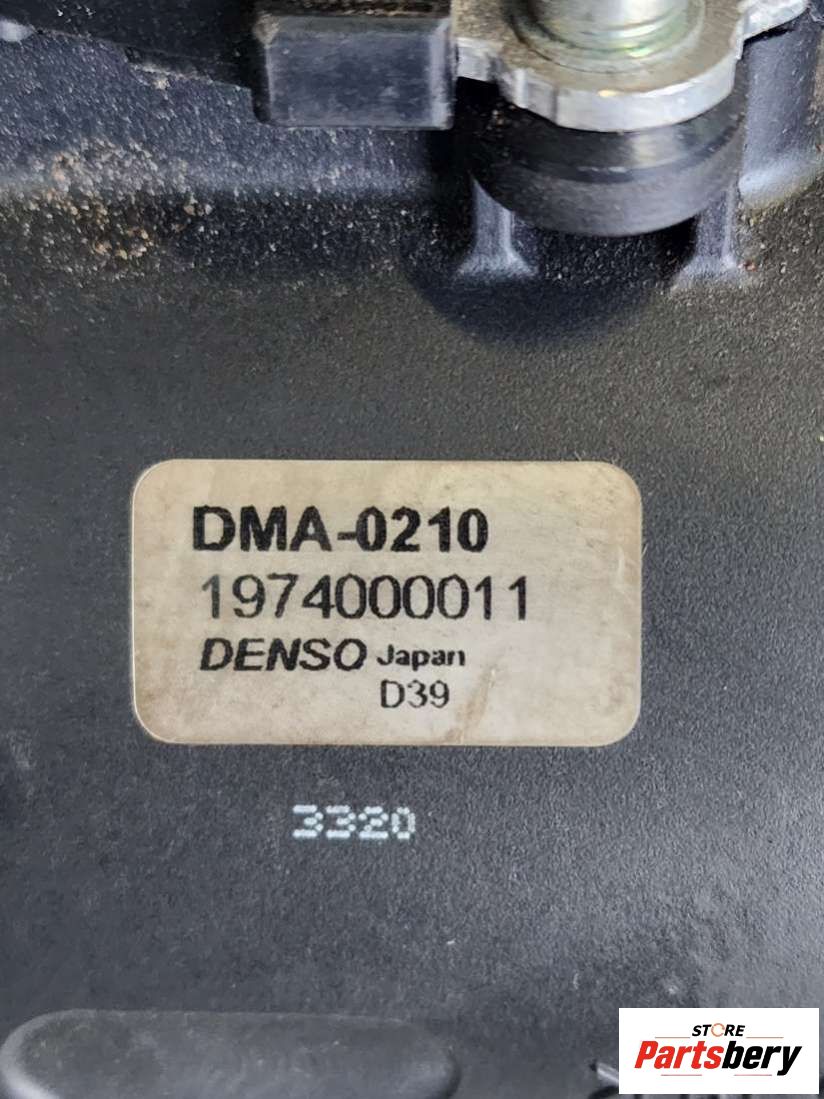 DMA-0210
1974000011
DENSO Japan
D39
3320
STORE
Partsbery